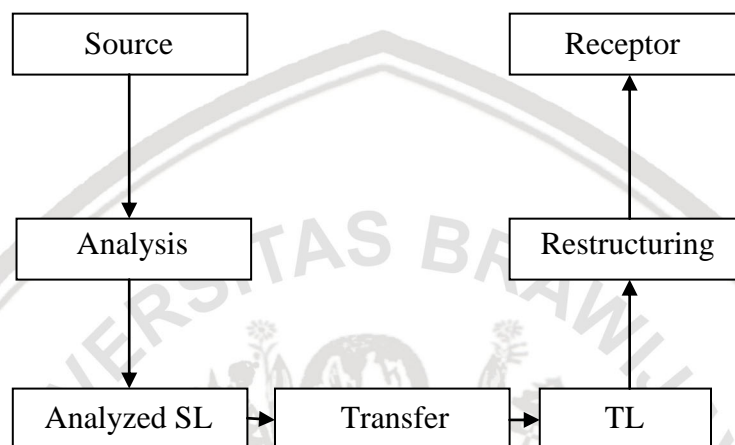 Source
Receptor
Analysis
Restructuring
Analyzed SL
Transfer
TL